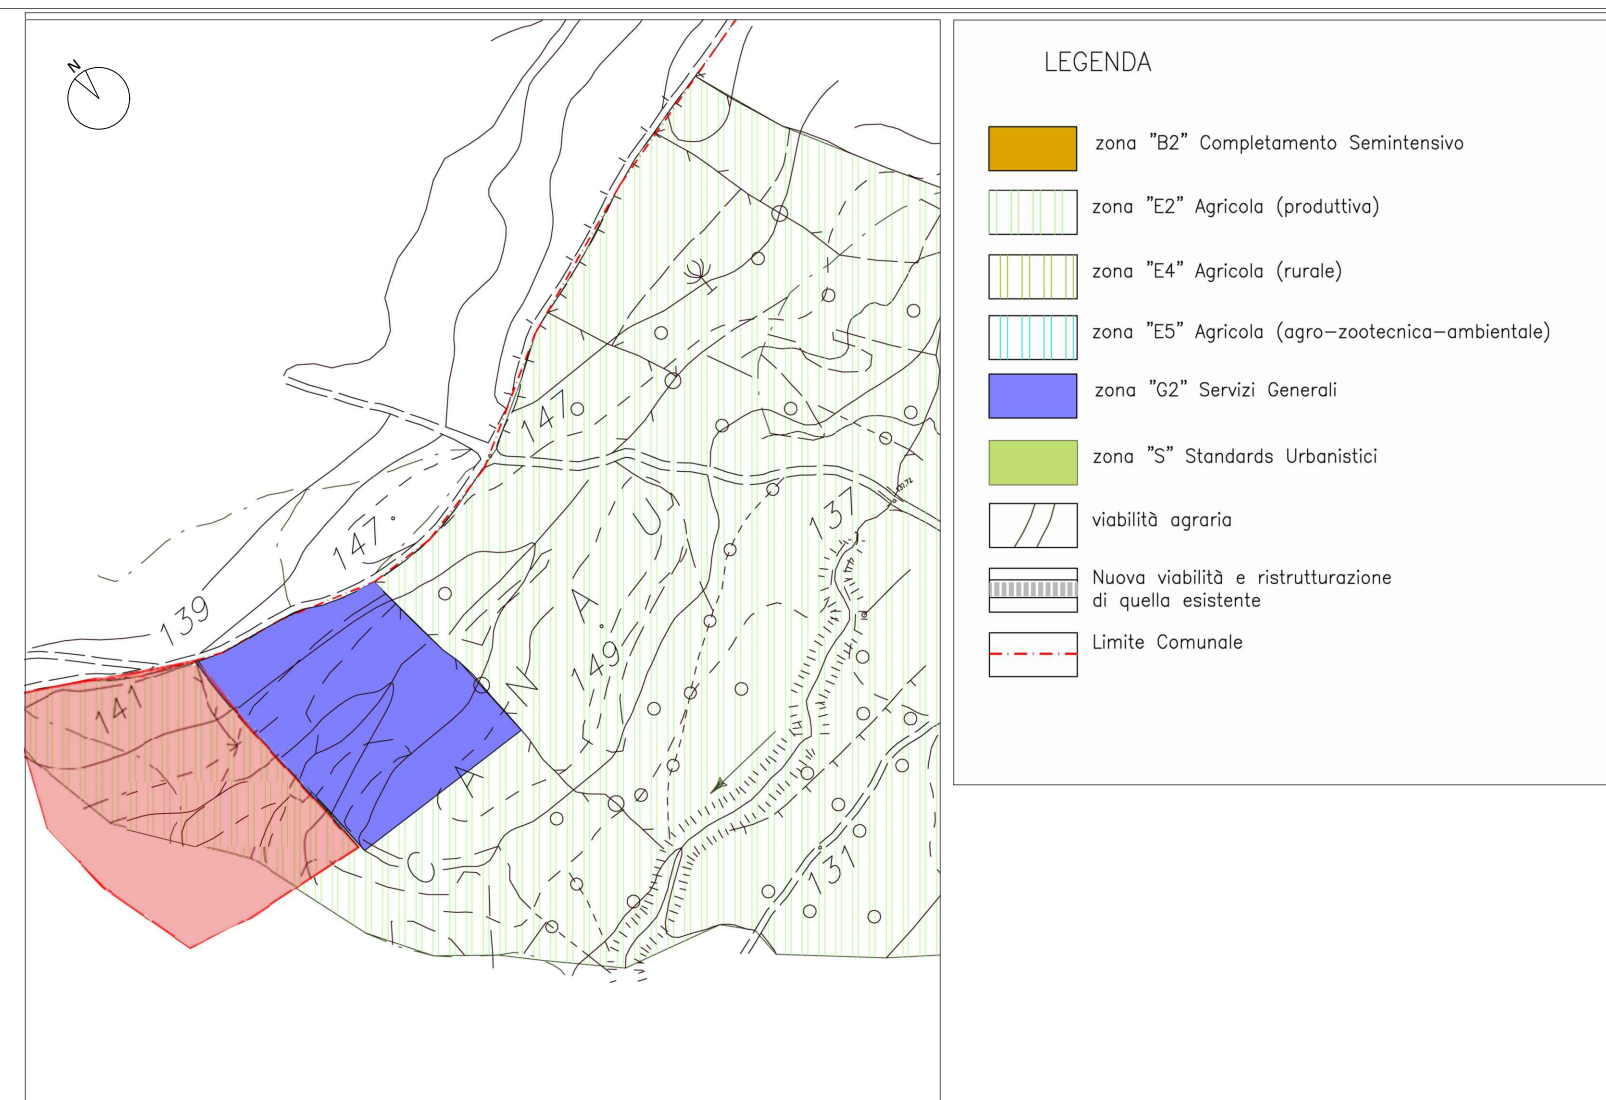 N
LEGENDA
zona "B2" Completamento Semintensivo
zona "E2" Agricola (produttiva)
zona "E4" Agricola (rurale)
zona "E5" Agricola (agro-zootecnica-ambientale)
zona "G2" Servizi Generali
zona "S" Standards Urbanistici
viabilità agraria
Nuova viabilità e ristrutturazione
di quella esistente
Limite Comunale
147
137.72
137
147
U
139
A
149
N
141
A
C
131